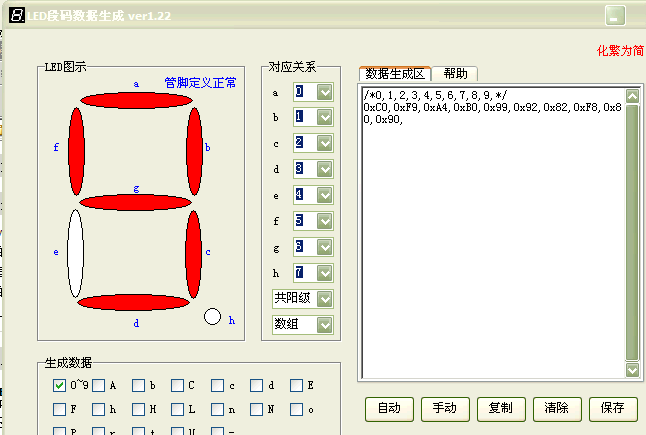 LED段码数据生成 ver1.22
化繁为简
LED图示
管脚定义正常
a
f
b
g
e
c
d
h
对应关系
a 0
b 1
c 2
d 3
e 4
f 5
g 6
h 7
共阳级
数组
数据生成区 帮助
/*0,1,2,3,4,5,6,7,8,9,*/
0xC0,0xF9,0xA4,0xB0,0x99,0x92,0x82,0xF8,0x8
0,0x90,
生成数据
0~9 A b C c d E
F h H L n N o
P r t U -
自动 手动 复制 清除 保存